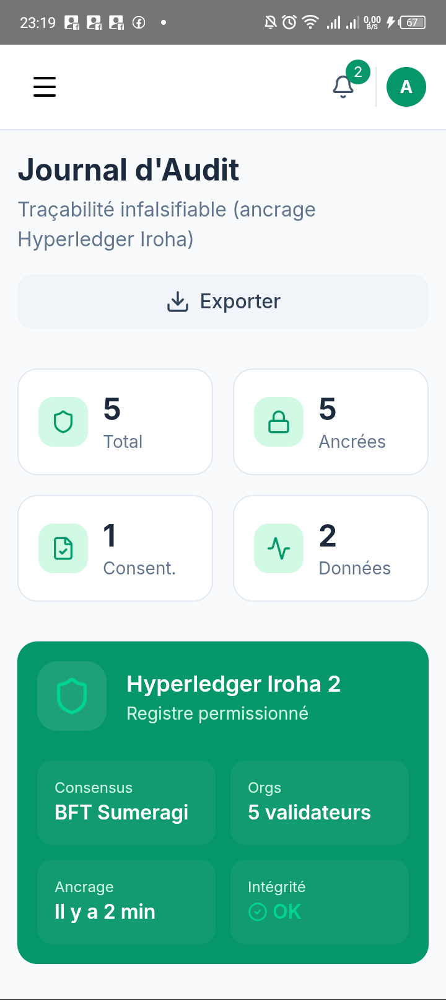 23:19
0,00
B/S
67
2
A
Journal d'Audit
Traçabilité infalsifiable (ancrage
Hyperledger Iroha)
Exporter
5
Total
5
Ancrées
1
Consent.
2
Données
Hyperledger Iroha 2
Registre permissionné
Consensus
BFT Sumeragi
Orgs
5 validateurs
Ancrage
Il y a 2 min
Intégrité
OK